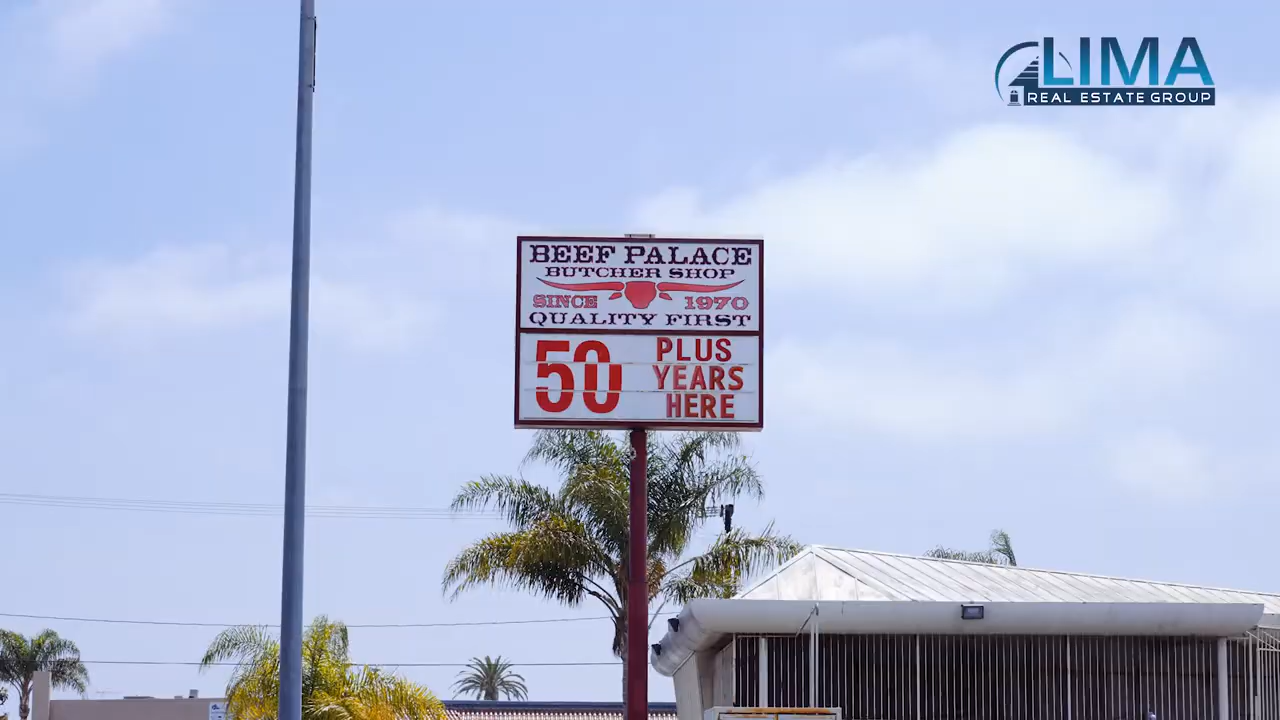 LIMA
REAL ESTATE GROUP
BEEF PALACE
BUTCHER SHOP
SINCE 1970
QUALITY FIRST
50 PLUS
YEARS
HERE